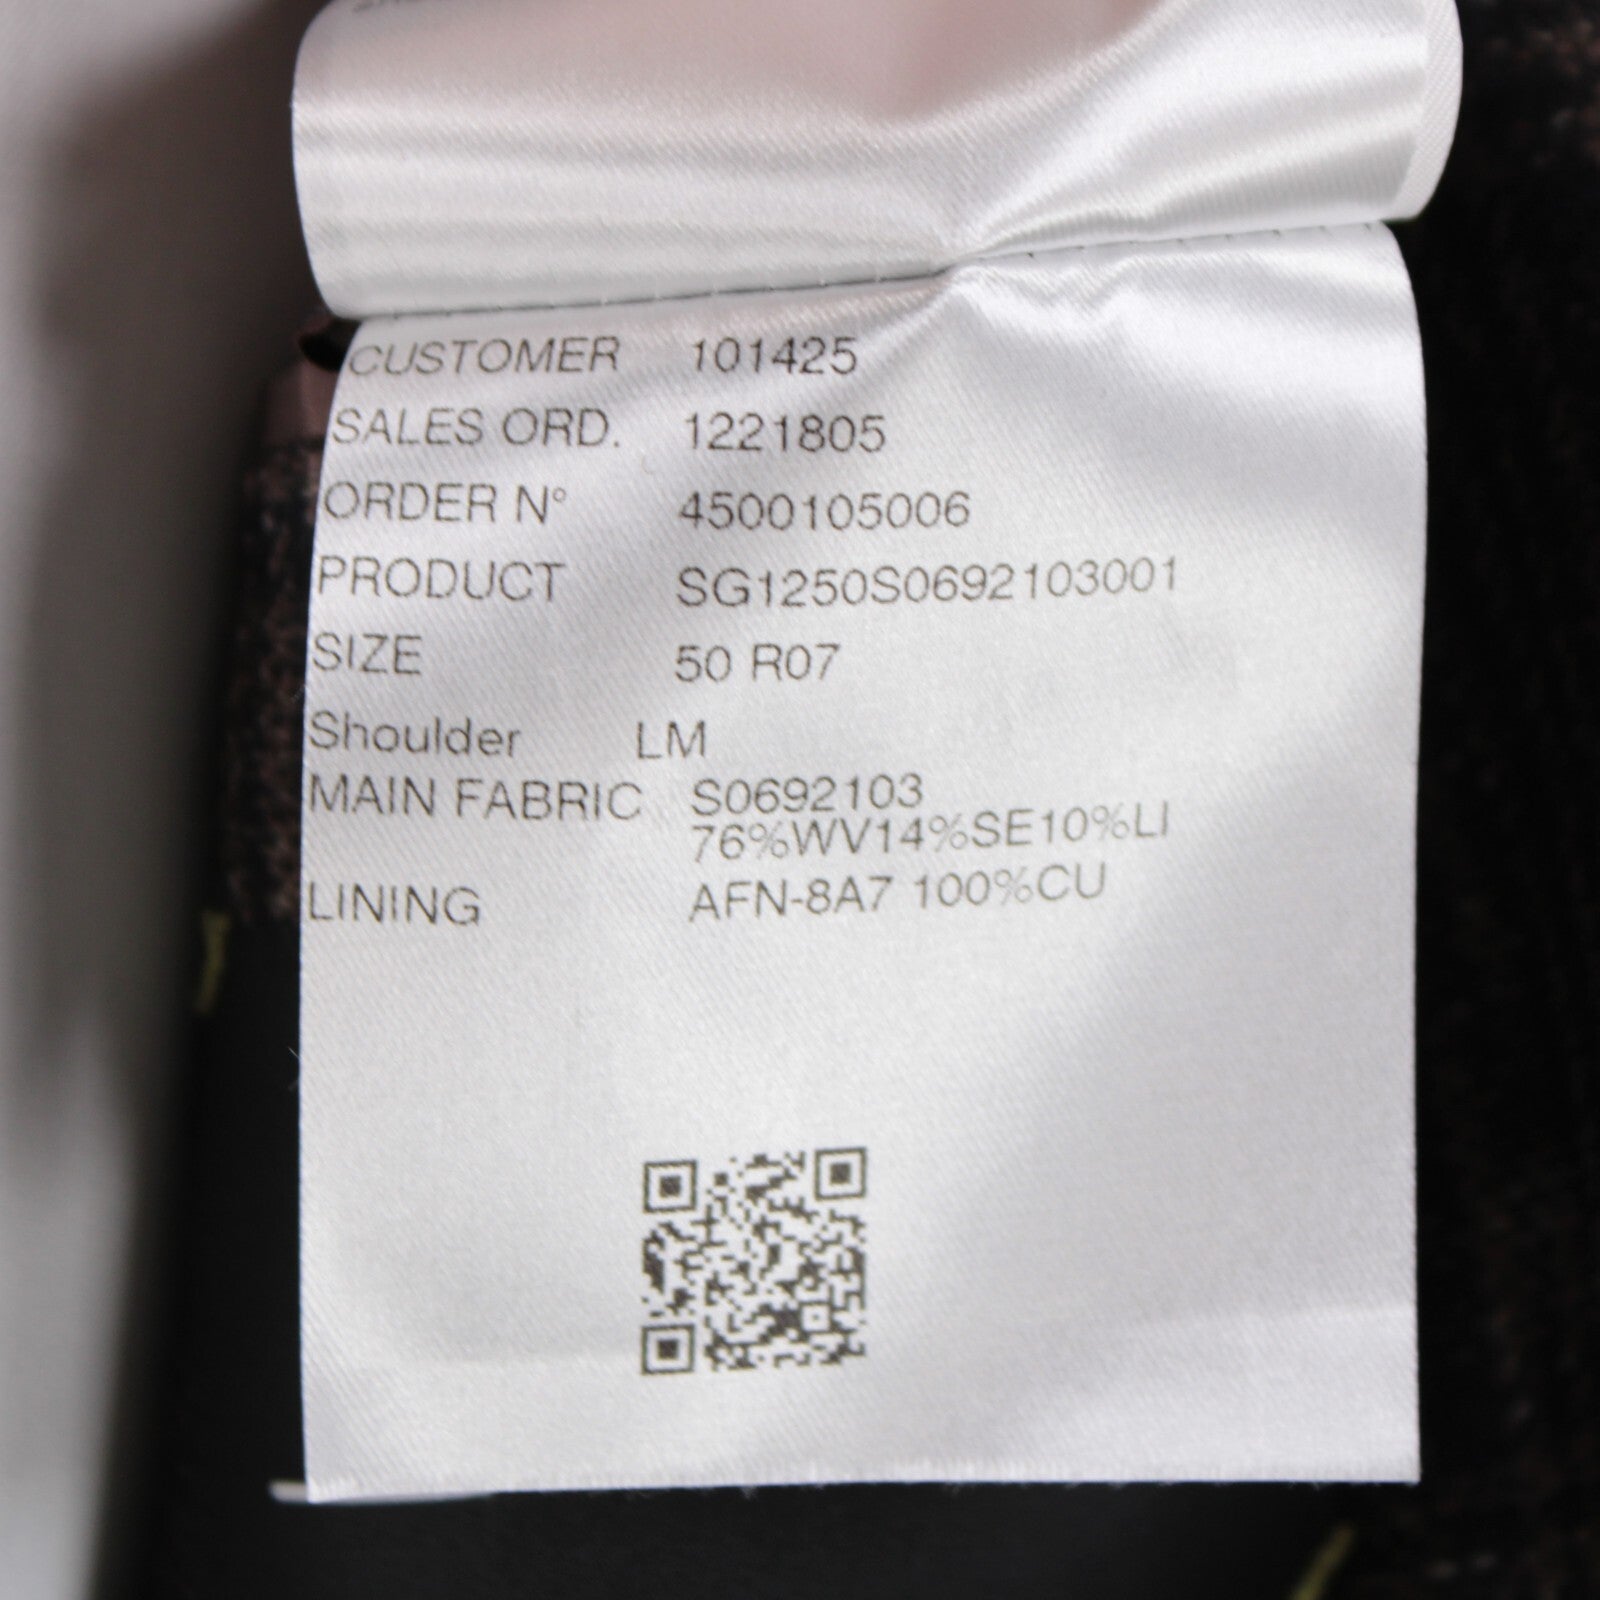 CUSTOMER 101425
SALES ORD. 1221805
ORDER N° 4500105006
PRODUCT SG1250S0692103001
SIZE 50 R07
Shoulder LM
MAIN FABRIC S0692103
76%WV14%SE10%LI
LINING AFN-8A7 100%CU